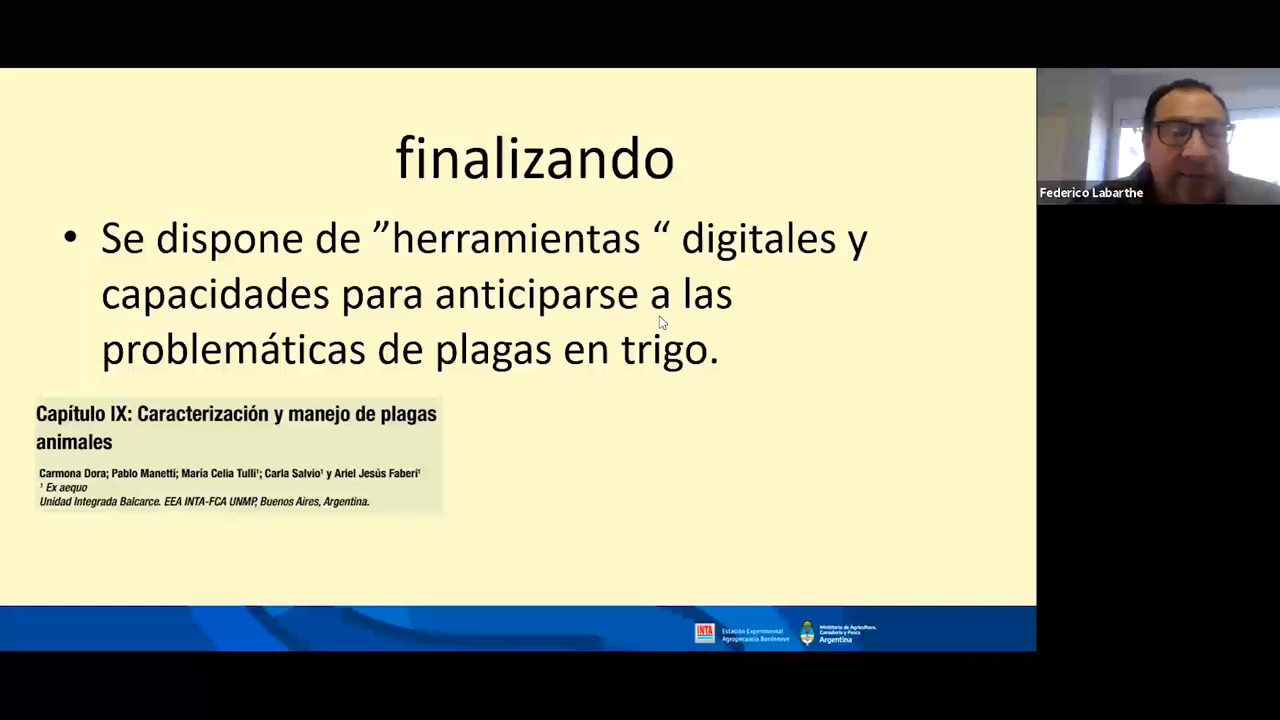 finalizando
• Se dispone de ”herramientas “ digitales y
capacidades para anticiparse a las
problemáticas de plagas en trigo.
Capítulo IX: Caracterización y manejo de plagas
animales
Carmona Dora; Pablo Manetti; María Celia Tulli¹; Carla Salvio¹ y Ariel Jesús Faberi¹
¹ Ex aequo
Unidad Integrada Balcarce. EEA INTA-FCA UNMP, Buenos Aires, Argentina.
INTA
Estación Experimental
Agropecuaria Bordenave
Ministerio de Agricultura,
Ganadería y Pesca
Argentina
Federico Labarthe